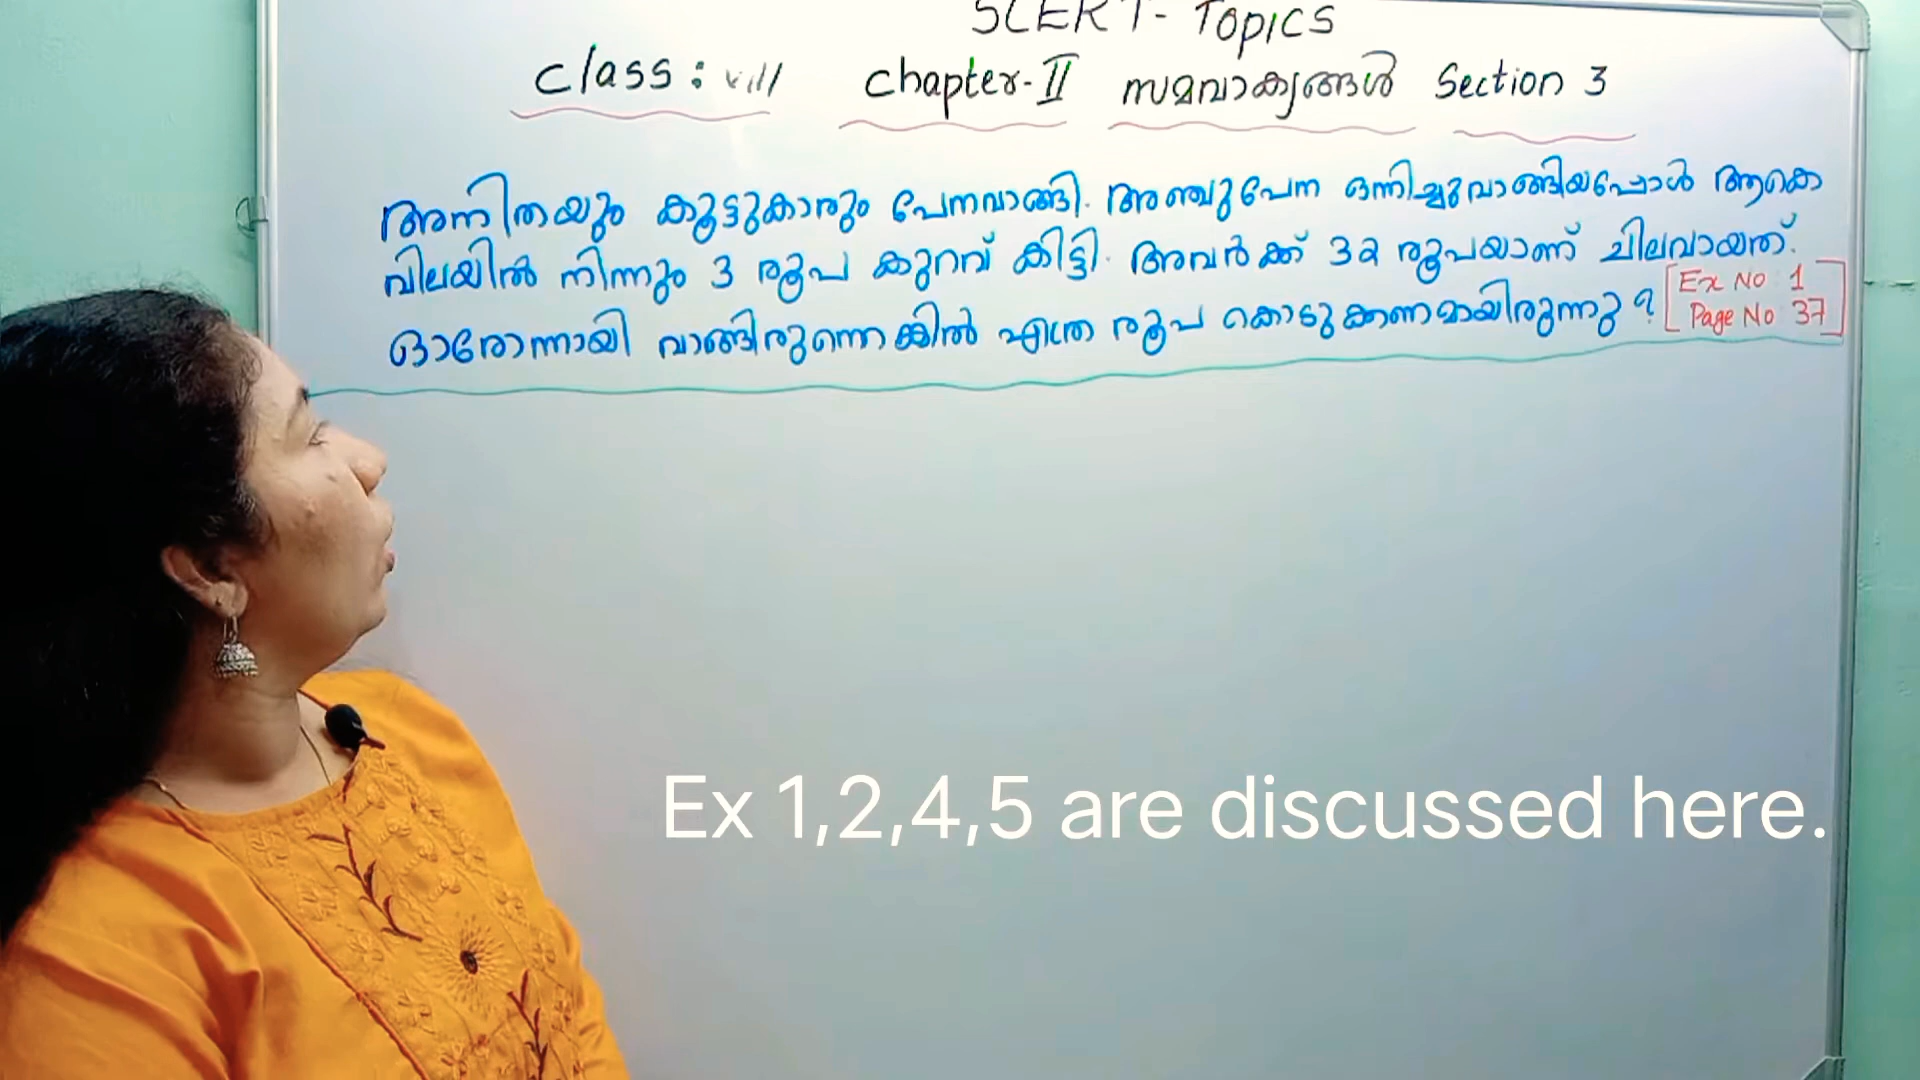 SCERT- Topics
Class: VIII Chapter-II സമവാക്യങ്ങൾ Section 3
അനിതയും കൂട്ടുകാരും പേനവാങ്ങി. അഞ്ചുപേന ഒന്നിച്ചുവാങ്ങിയപ്പോൾ ആകെ
വിലയിൽ നിന്നും 3 രൂപ കുറവ് കിട്ടി. അവർക്ക് 32 രൂപയാണ് ചിലവായത്.
ഓരോന്നായി വാങ്ങിരുന്നെങ്കിൽ എത്ര രൂപ കൊടുക്കണമായിരുന്നു?
[Ex No 1
Page No 37]
Ex 1,2,4,5 are discussed here.